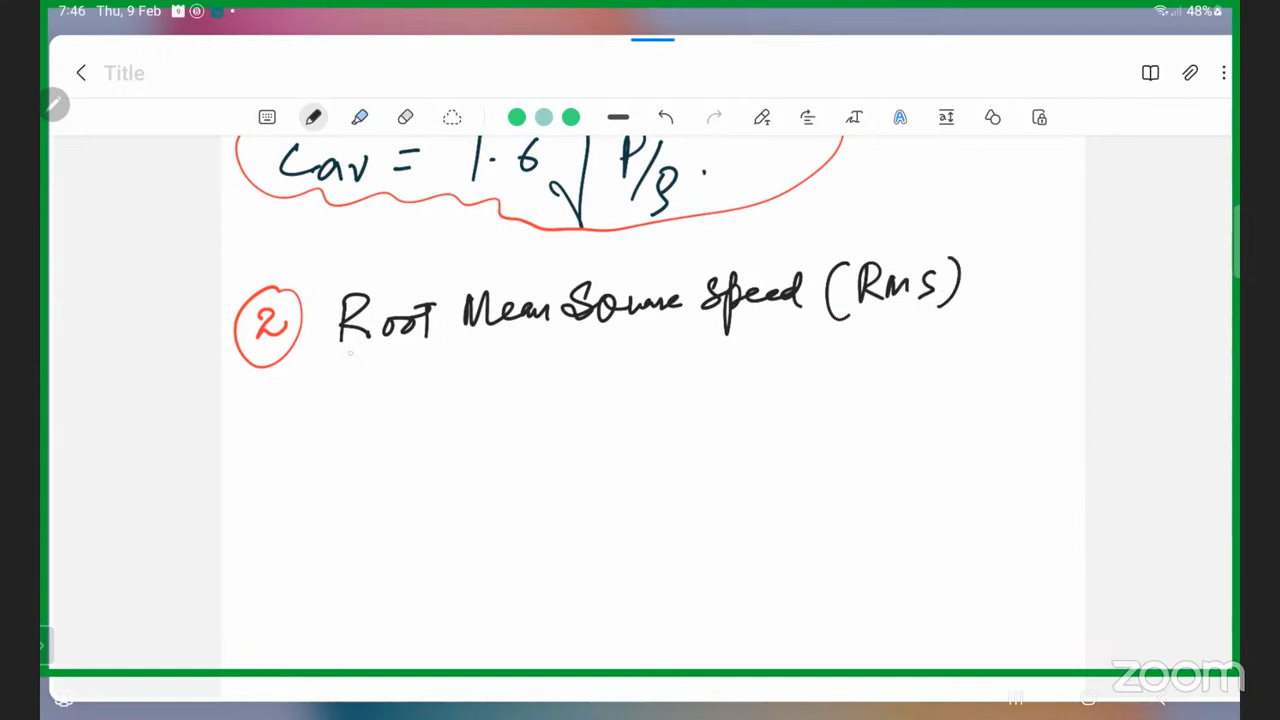 7:46 Thu, 9 Feb
48%
Title
Cav = 1.6 √ P/ρ .
2 Root Mean Square Speed (RMS)
zoom